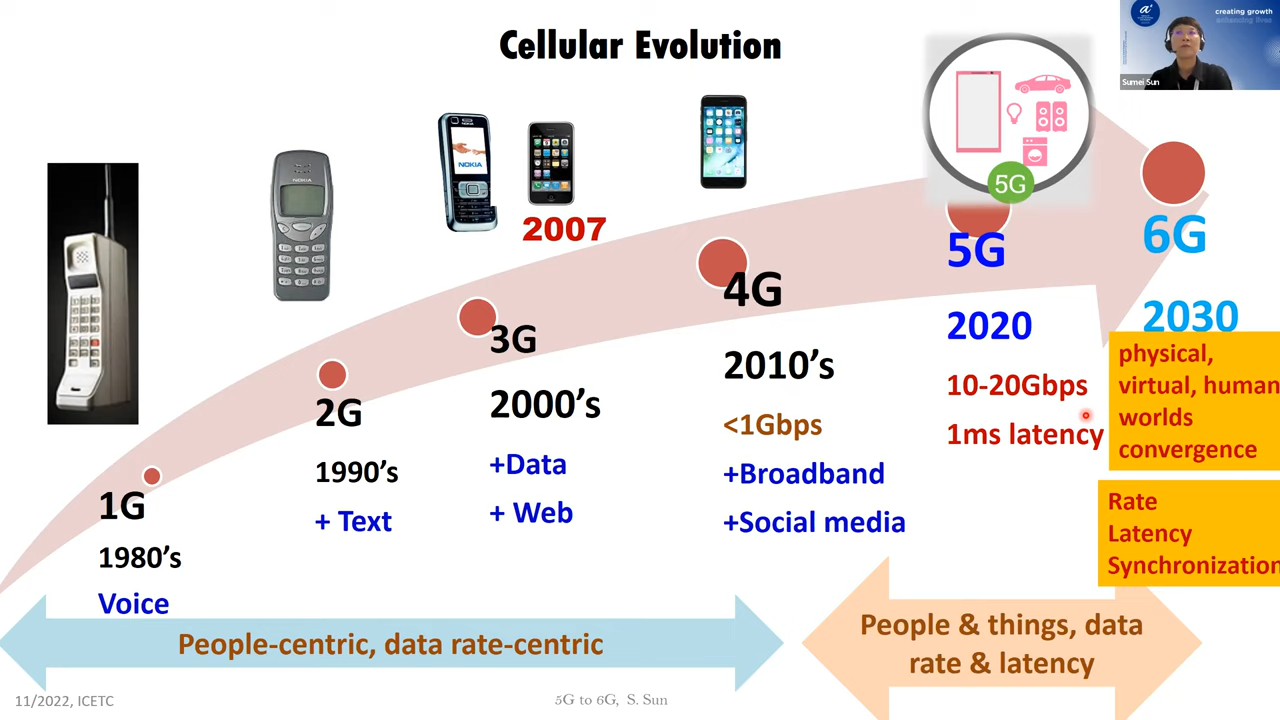 Cellular Evolution
creating growth
enhancing lives
Sumei Sun
NOKIA
NOKIA
2007
5G
1G
1980's
Voice
2G
1990's
+ Text
3G
2000's
+Data
+ Web
4G
2010's
<1Gbps
+Broadband
+Social media
5G
2020
10-20Gbps
1ms latency
6G
2030
physical,
virtual, human
worlds
convergence
Rate
Latency
Synchronization
People-centric, data rate-centric
People & things, data
rate & latency
11/2022, ICETC
5G to 6G, S. Sun